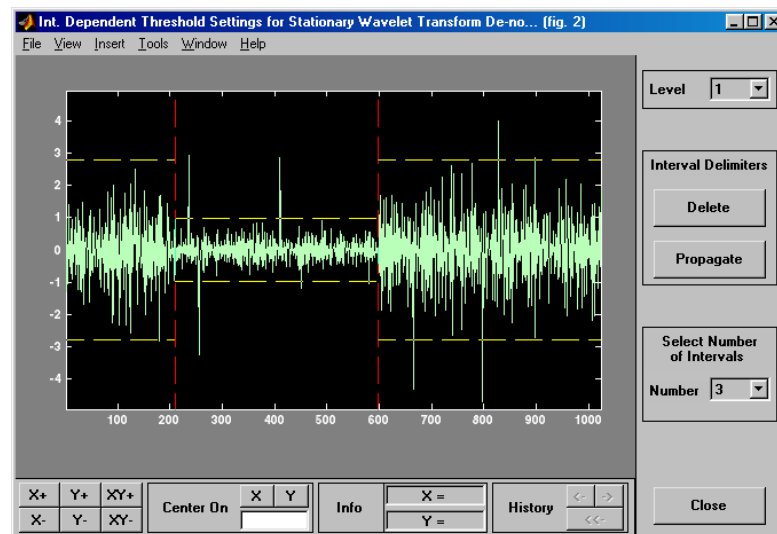 Int. Dependent Threshold Settings for Stationary Wavelet Transform De-no... (fig. 2)
File View Insert Tools Window Help
Level 1
4
3
2
1
0
-1
-2
-3
-4
100 200 300 400 500 600 700 800 900 1000
Interval Delimiters
Delete
Propagate
Select Number
of Intervals
Number 3
X+ Y+ XY+
X- Y- XY-
Center On X Y
Info X =
Y =
History <- ->
<<-
Close